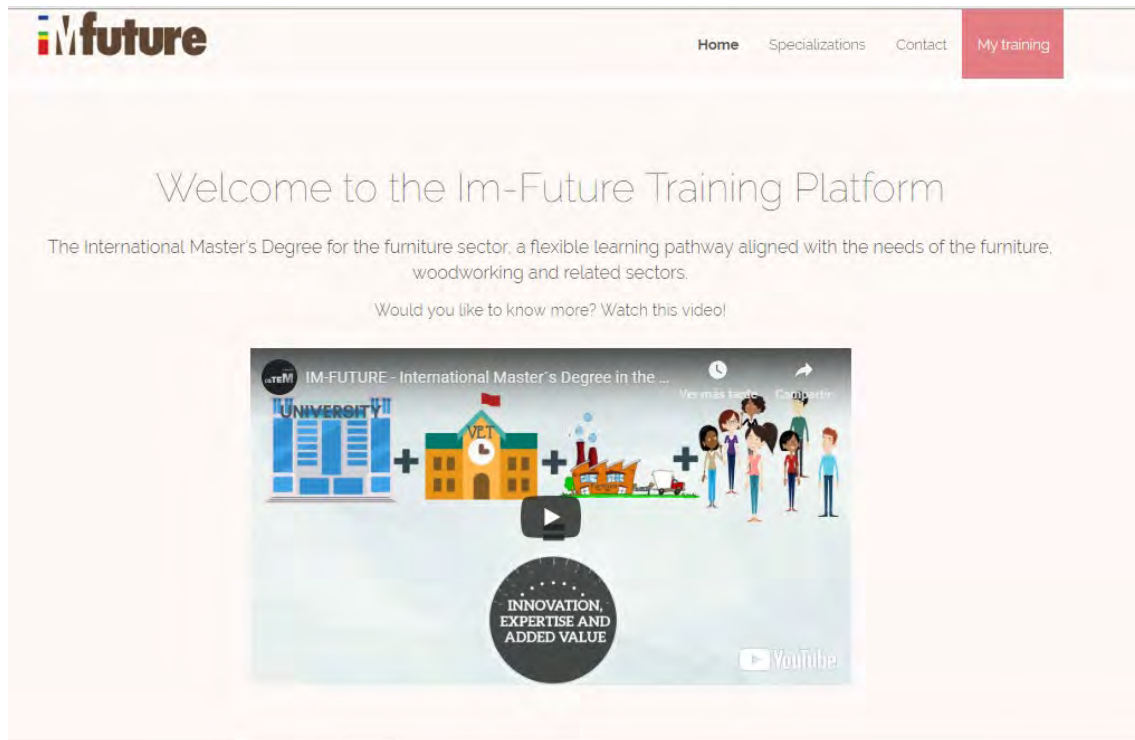 iMfuture
Home Specializations Contact My training
Welcome to the Im-Future Training Platform
The International Master's Degree for the furniture sector, a flexible learning pathway aligned with the needs of the furniture,
woodworking and related sectors.
Would you like to know more? Watch this video!
IM-FUTURE - International Master´s Degree in the ...
Ver más tarde Compartir
UNIVERSITY
VET
INNOVATION,
EXPERTISE AND
ADDED VALUE
YouTube